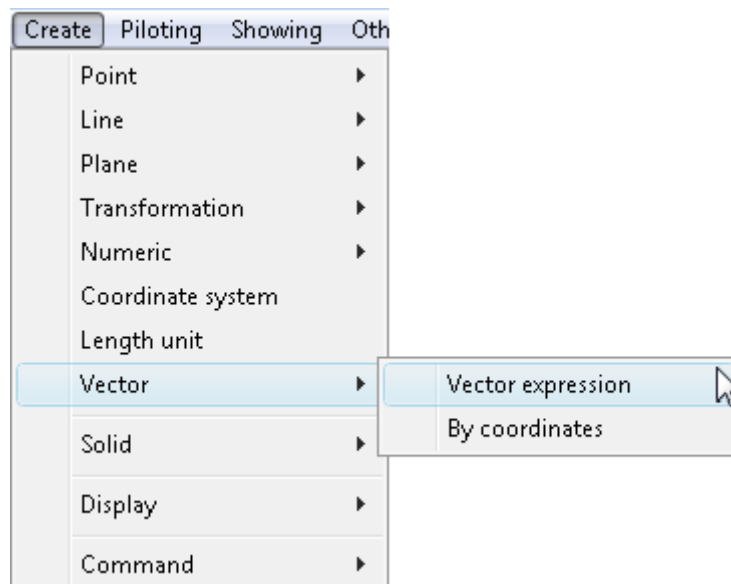 Create Piloting Showing Oth
Point
Line
Plane
Transformation
Numeric
Coordinate system
Length unit
Vector
Vector expression
By coordinates
Solid
Display
Command